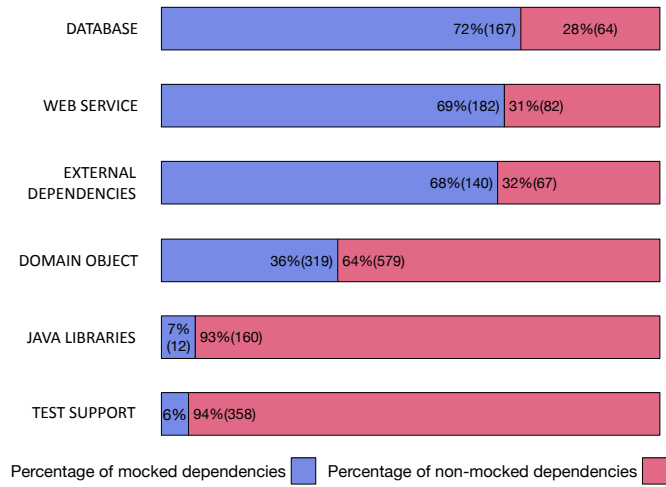 DATABASE
72%(167) 28%(64)
WEB SERVICE
69%(182) 31%(82)
EXTERNAL
DEPENDENCIES
68%(140) 32%(67)
DOMAIN OBJECT
36%(319) 64%(579)
JAVA LIBRARIES
7%
(12)
93%(160)
TEST SUPPORT
6% 94%(358)
Percentage of mocked dependencies Percentage of non-mocked dependencies